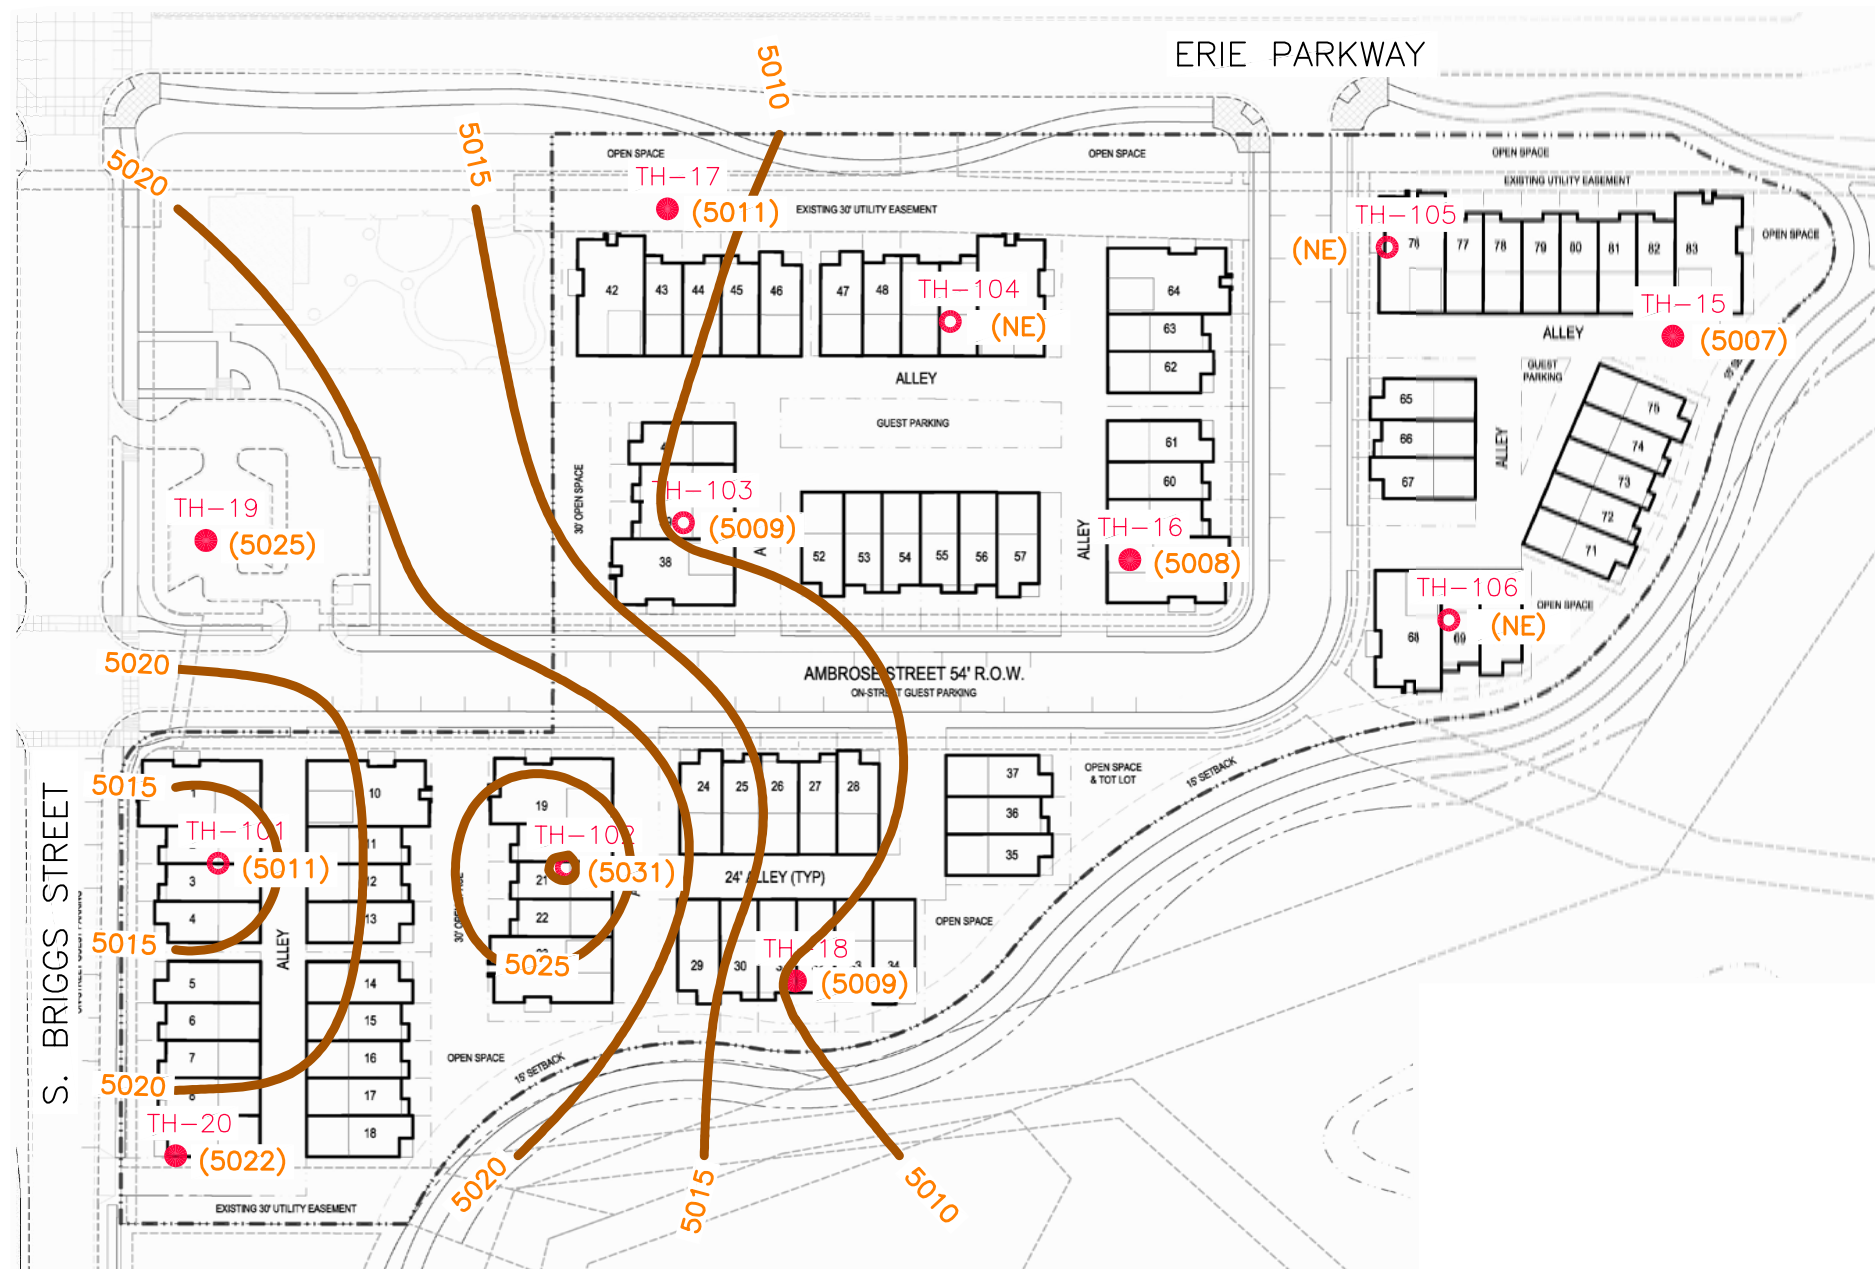 ERIE PARKWAY
5010
5015
5020
OPEN SPACE
OPEN SPACE
OPEN SPACE
TH-17
(5011)
EXISTING 30' UTILITY EASEMENT
EXISTING UTILITY EASEMENT
TH-105
(NE)
76
77
78
79
80
81
82
83
OPEN SPACE
42
43
44
45
46
47
48
TH-104
(NE)
64
63
62
TH-15
(5007)
ALLEY
ALLEY
GUEST
PARKING
GUEST PARKING
65
66
67
ALLEY
75
74
73
72
71
61
60
30' OPEN SPACE
TH-103
(5009)
38
52
53
54
55
56
57
ALLEY
TH-16
(5008)
TH-19
(5025)
TH-106
(NE)
68
69
OPEN SPACE
5020
AMBROSE STREET 54' R.O.W.
ON-STREET GUEST PARKING
S. BRIGGS STREET
5015
1
10
TH-101
(5011)
3
4
11
12
13
5015
ALLEY
19
TH-102
(5031)
21
22
5025
24
25
26
27
28
24' ALLEY (TYP)
37
36
35
OPEN SPACE
& TOT LOT
15' SETBACK
OPEN SPACE
29
30
TH-18
(5009)
34
5
6
7
8
14
15
16
17
18
5020
TH-20
(5022)
OPEN SPACE
15' SETBACK
EXISTING 30' UTILITY EASEMENT
5020
5015
5010